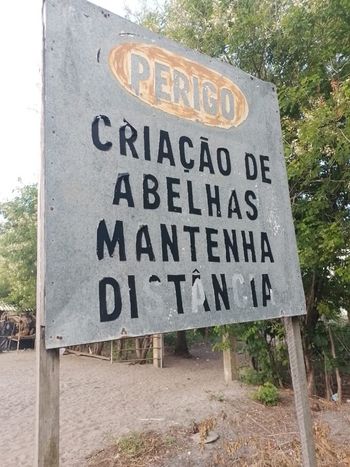 PERIGO
CRIAÇÃO DE
ABELHAS
MANTENHA
DISTÂNCIA